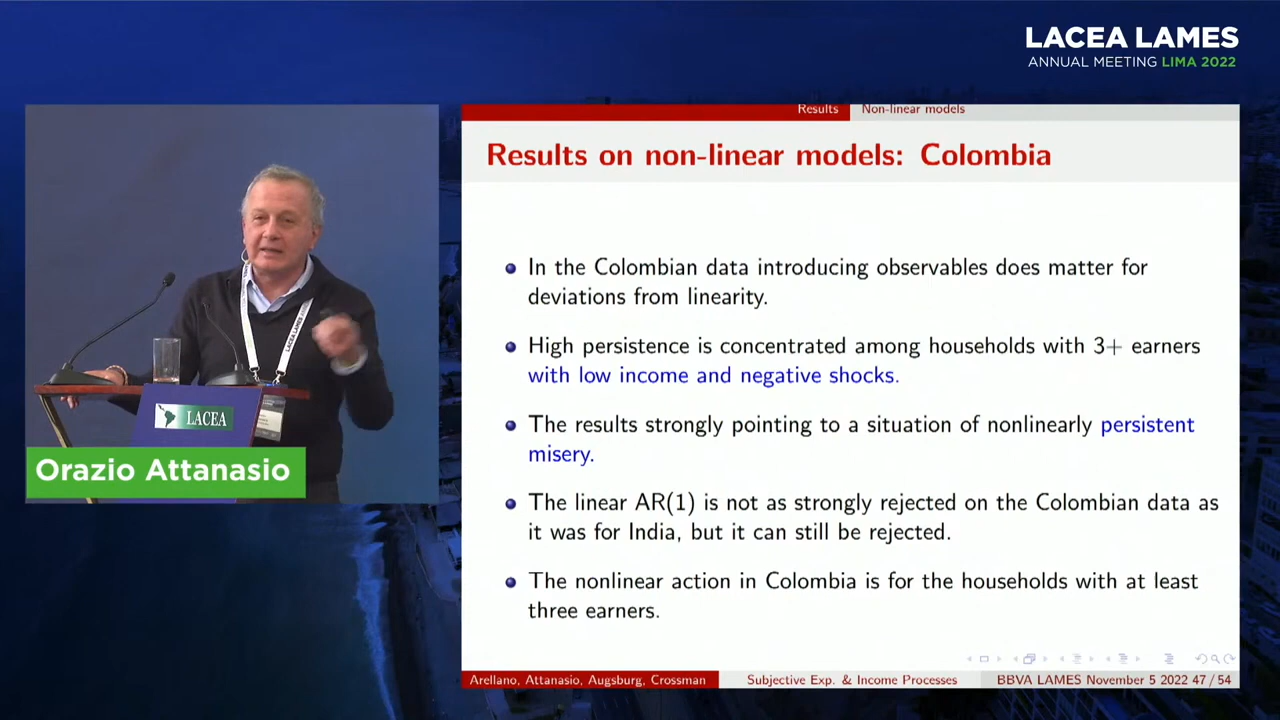 LACEA LAMES
ANNUAL MEETING LIMA 2022
Results Non-linear models
Results on non-linear models: Colombia
In the Colombian data introducing observables does matter for
deviations from linearity.
High persistence is concentrated among households with 3+ earners
with low income and negative shocks.
The results strongly pointing to a situation of nonlinearly persistent
misery.
The linear AR(1) is not as strongly rejected on the Colombian data as
it was for India, but it can still be rejected.
The nonlinear action in Colombia is for the households with at least
three earners.
Arellano, Attanasio, Augsburg, Crossman Subjective Exp. & Income Processes BBVA LAMES November 5 2022 47 / 54
LACEA LAMES
LACEA
Orazio Attanasio